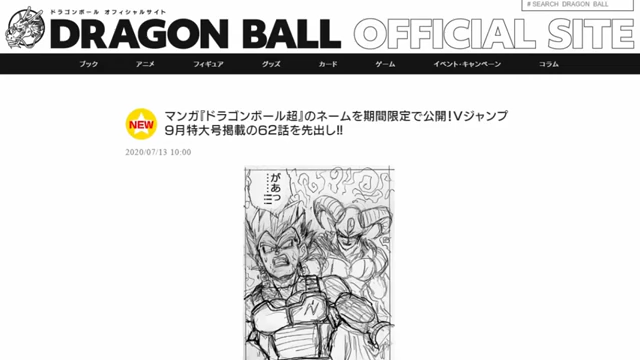 # SEARCH DRAGON BALL
ドラゴンボール オフィシャルサイト
DRAGON BALL OFFICIAL SITE
ブック アニメ フィギュア グッズ カード ゲーム イベント・キャンペーン コラム
NEW
マンガ『ドラゴンボール超』のネームを期間限定で公開!Vジャンプ
9月特大号掲載の62話を先出し!!
2020/07/13 10:00
があっ
……!!!!